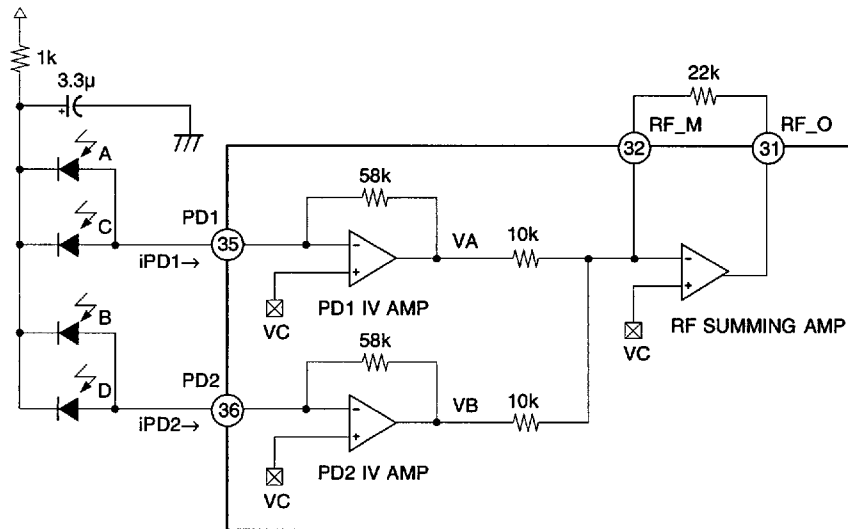 1k
3.3μ
+
22k
RF_M
RF_O
32
31
A
58k
PD1
C
35
VA
10k
iPD1→
−
+
−
+
VC
PD1 IV AMP
VC
RF SUMMING AMP
B
58k
PD2
D
36
VB
10k
iPD2→
−
+
VC
PD2 IV AMP